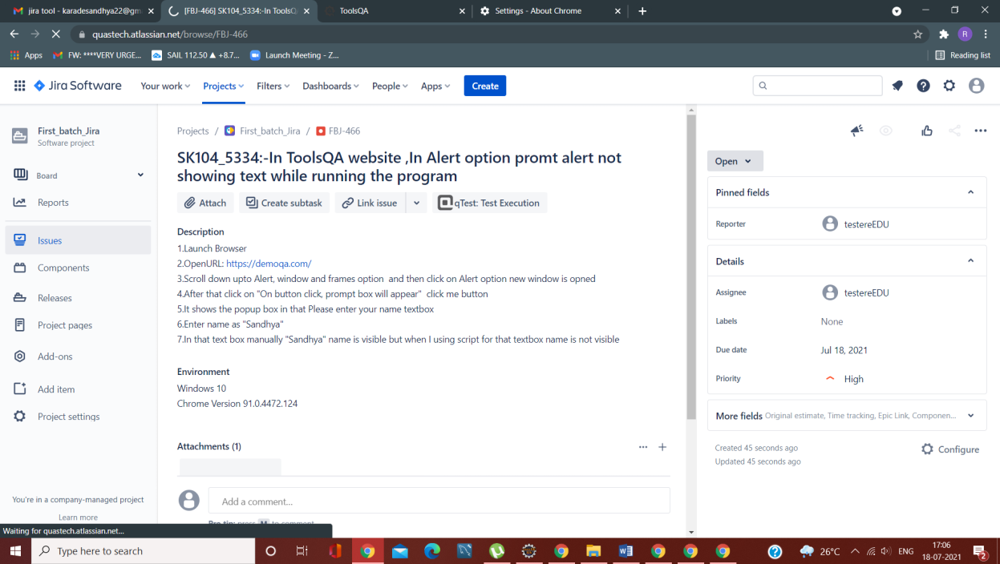 jira tool - karadesandhya22@gm
[FBJ-466] SK104_5334:-In ToolsQ
ToolsQA
Settings - About Chrome
quastech.atlassian.net/browse/FBJ-466
R
Apps
FW: ****VERY URGE...
SAIL 112.50 ▲ +8.7...
Launch Meeting - Z...
Reading list
Jira Software
Your work
Projects
Filters
Dashboards
People
Apps
Create
First_batch_Jira
Software project
Board
Reports
Issues
Components
Releases
Project pages
Add-ons
Add item
Project settings
You're in a company-managed project
Learn more
Projects / First_batch_Jira / FBJ-466
SK104_5334:-In ToolsQA website ,In Alert option promt alert not
showing text while running the program
Attach
Create subtask
Link issue
qTest: Test Execution
Description
1.Launch Browser
2.OpenURL: https://demoqa.com/
3.Scroll down upto Alert, window and frames option and then click on Alert option new window is opned
4.After that click on "On button click, prompt box will appear" click me button
5.It shows the popup box in that Please enter your name textbox
6.Enter name as "Sandhya"
7.In that text box manually "Sandhya" name is visible but when I using script for that textbox name is not visible
Environment
Windows 10
Chrome Version 91.0.4472.124
Attachments (1)
Add a comment...
Pro tip: press M to comment
Open
Pinned fields
Reporter
testereEDU
Details
Assignee
testereEDU
Labels
None
Due date
Jul 18, 2021
Priority
High
More fields Original estimate, Time tracking, Epic Link, Componen...
Created 45 seconds ago
Updated 45 seconds ago
Configure
Waiting for quastech.atlassian.net...
Type here to search
26°C
ENG
17:06
18-07-2021
2